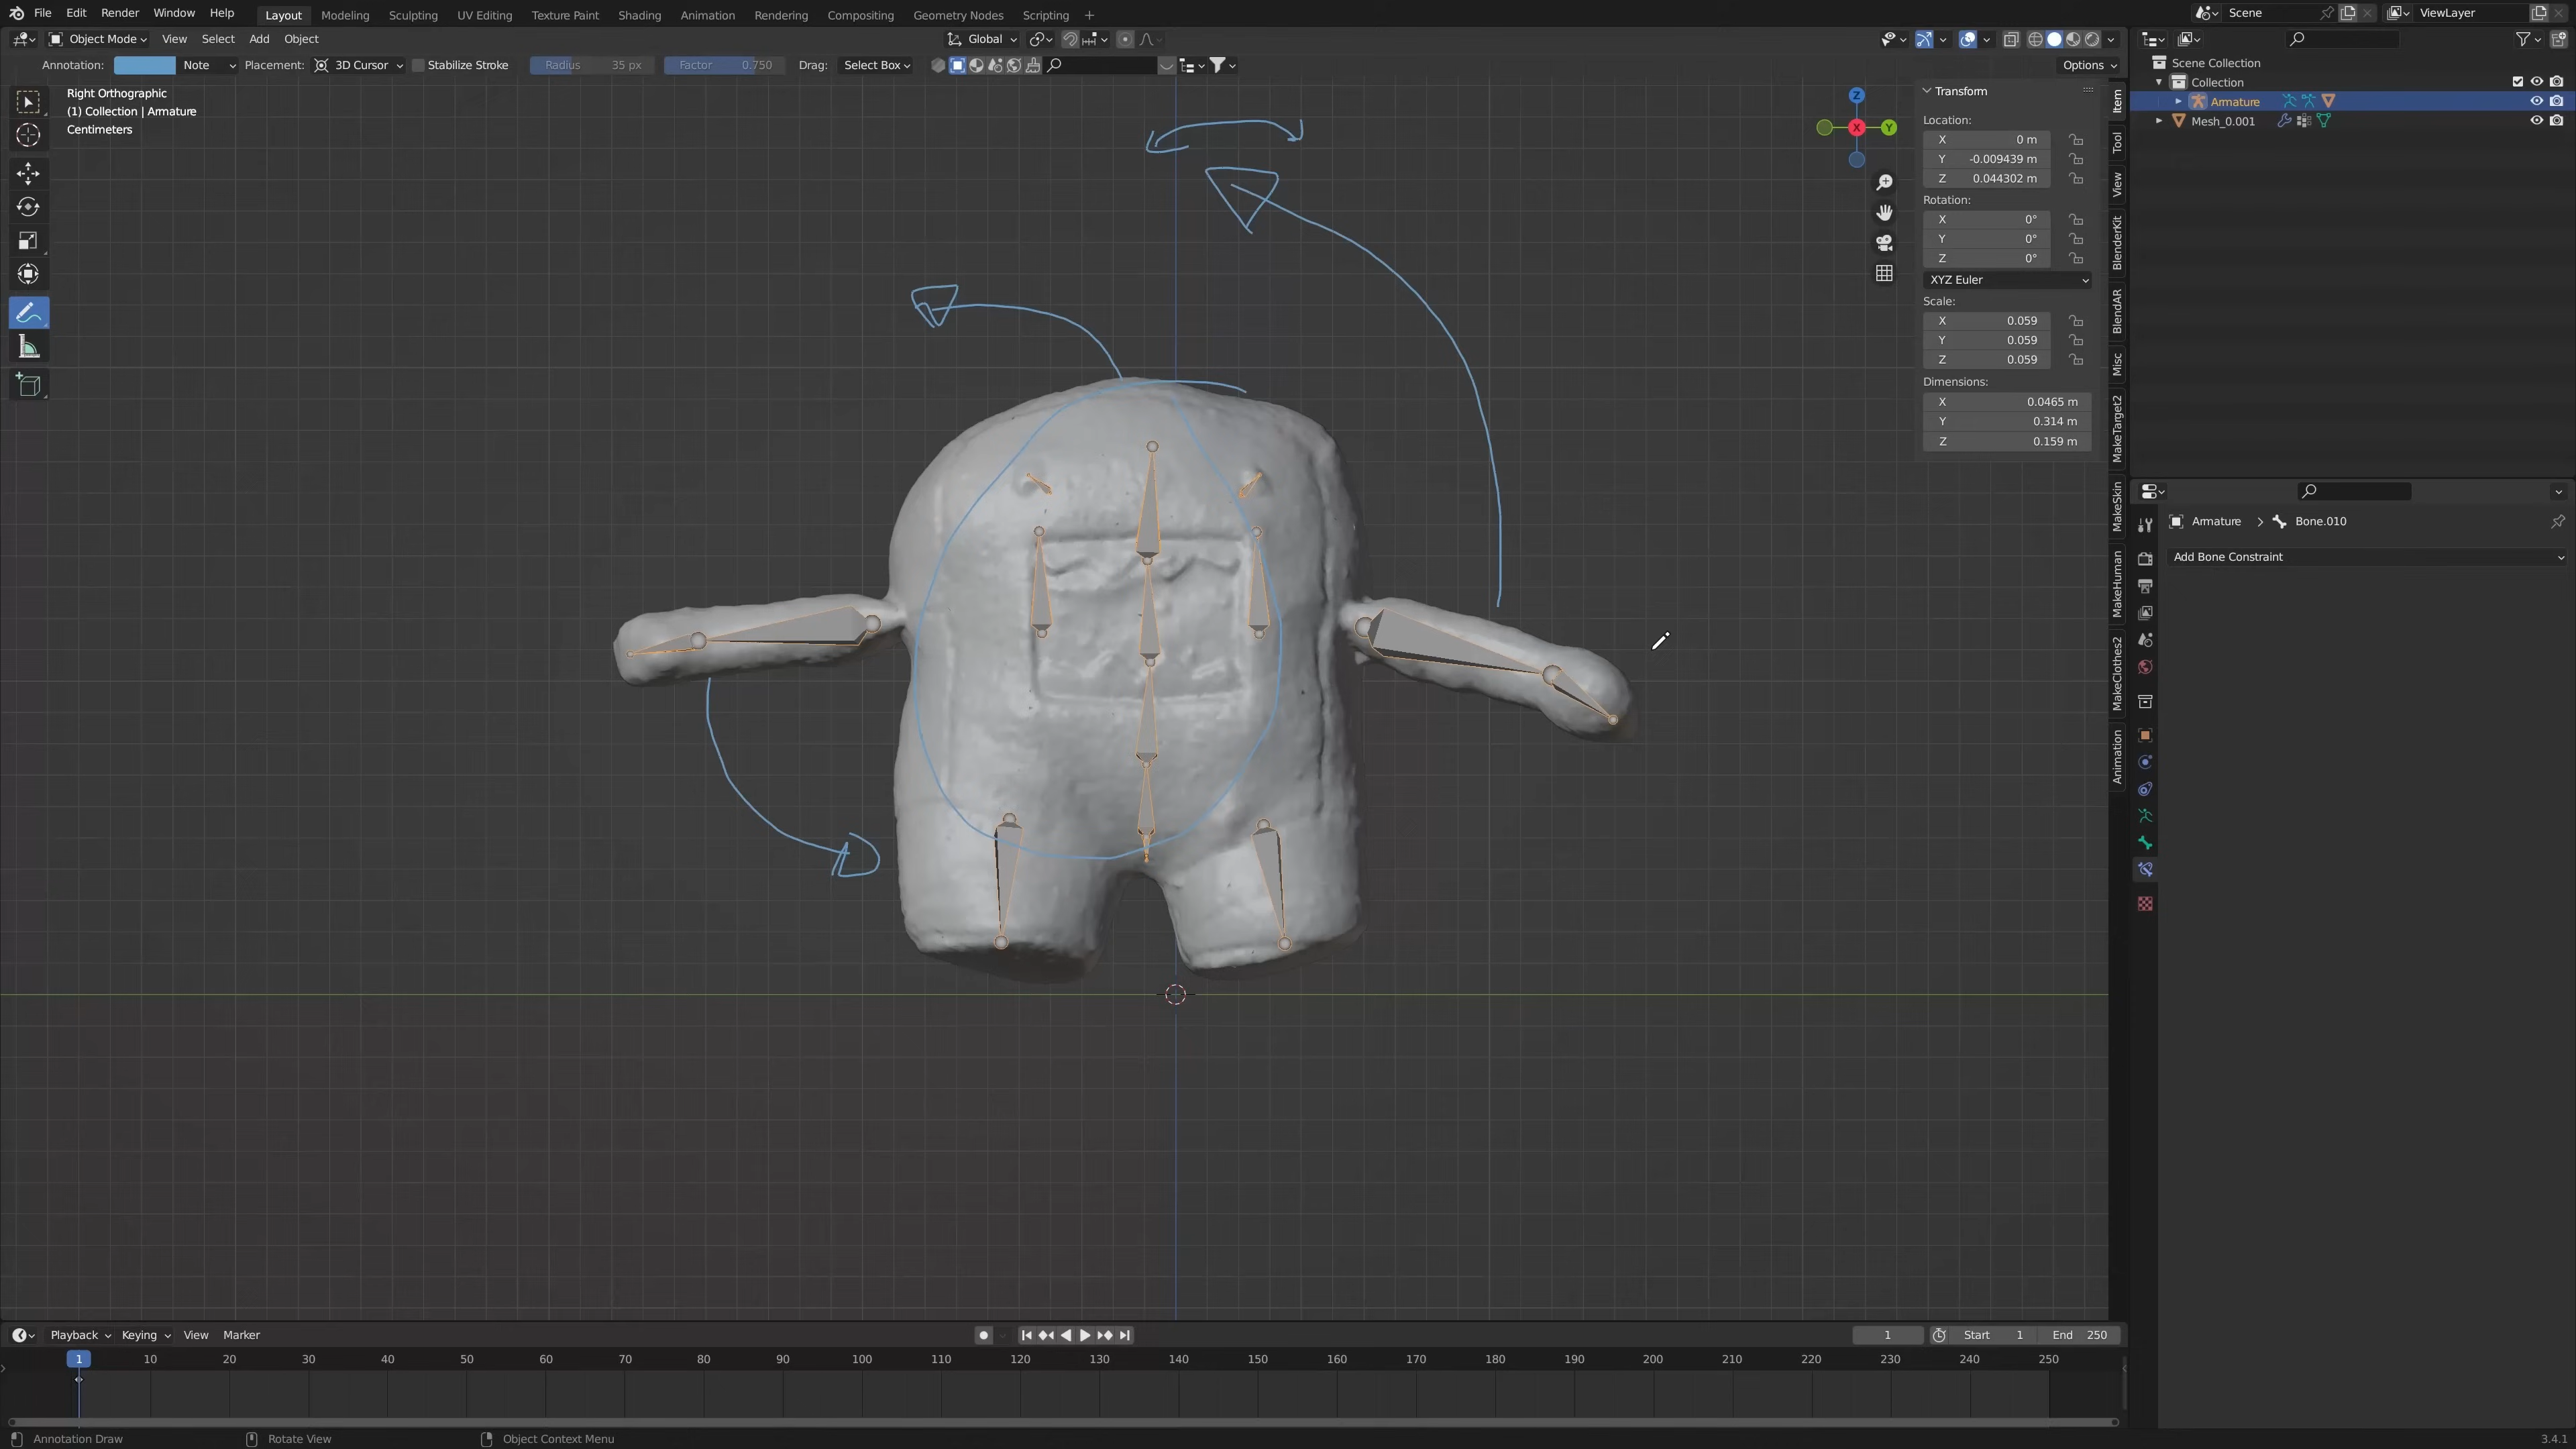 File Edit Render Window Help Layout Modeling Sculpting UV Editing Texture Paint Shading Animation Rendering Compositing Geometry Nodes Scripting Scene ViewLayer
Object Mode View Select Add Object Global
Annotation: Note Placement: 3D Cursor Stabilize Stroke Radius 35 px Factor 0.750 Drag: Select Box Options
Right Orthographic
(1) Collection | Armature
Centimeters
Z
X
Y
Transform
Location:
X 0 m
Y -0.009439 m
Z 0.044302 m
Rotation:
X 0°
Y 0°
Z 0°
XYZ Euler
Scale:
X 0.059
Y 0.059
Z 0.059
Dimensions:
X 0.0465 m
Y 0.314 m
Z 0.159 m
Item
Tool
View
BlenderKit
BlendAR
Misc
MakeTarget2
MakeSkin
MakeHuman
MakeClothes2
Animation
Scene Collection
Collection
Armature
Mesh_0.001
Armature Bone.010
Add Bone Constraint
Playback Keying View Marker 1 Start 1 End 250
1 10 20 30 40 50 60 70 80 90 100 110 120 130 140 150 160 170 180 190 200 210 220 230 240 250
Annotation Draw Rotate View Object Context Menu 3.4.1